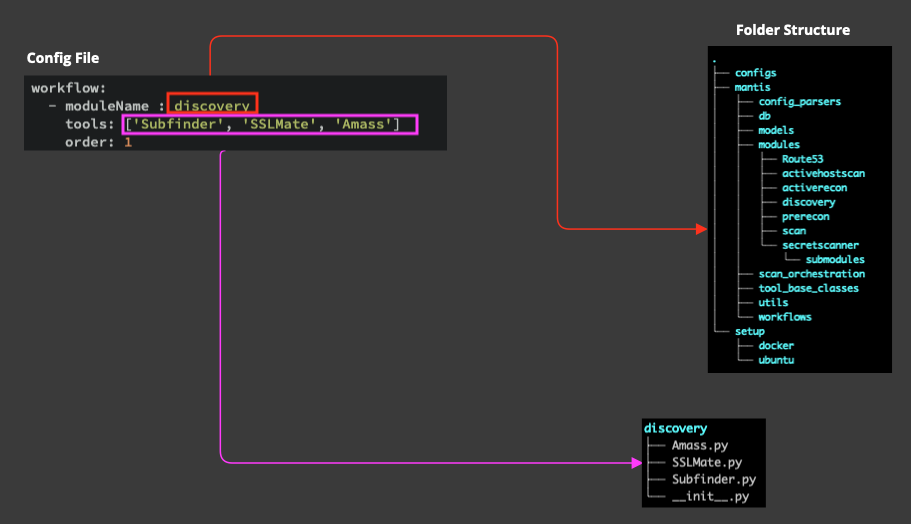 Folder Structure
Config File
workflow:
- moduleName : discovery
tools: ['Subfinder', 'SSLMate', 'Amass']
order: 1
.
configs
mantis
config_parsers
db
models
modules
Route53
activehostscan
activerecon
discovery
prerecon
scan
secretscanner
submodules
scan_orchestration
tool_base_classes
utils
workflows
setup
docker
ubuntu
discovery
Amass.py
SSLMate.py
Subfinder.py
__init__.py